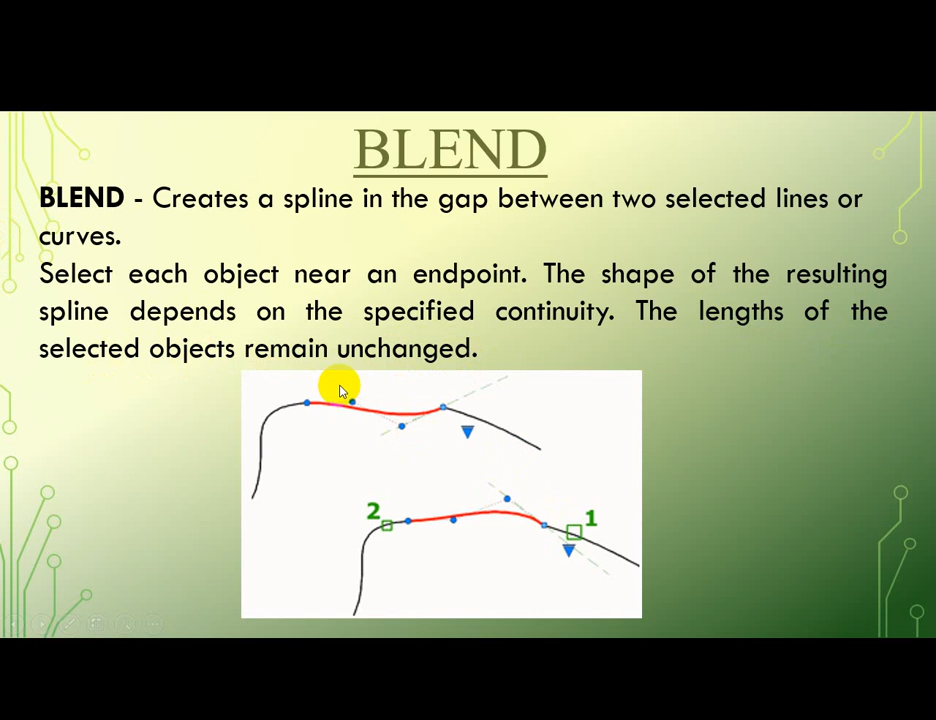 BLEND
BLEND - Creates a spline in the gap between two selected lines or
curves.
Select each object near an endpoint. The shape of the resulting
spline depends on the specified continuity. The lengths of the
selected objects remain unchanged.
2
1